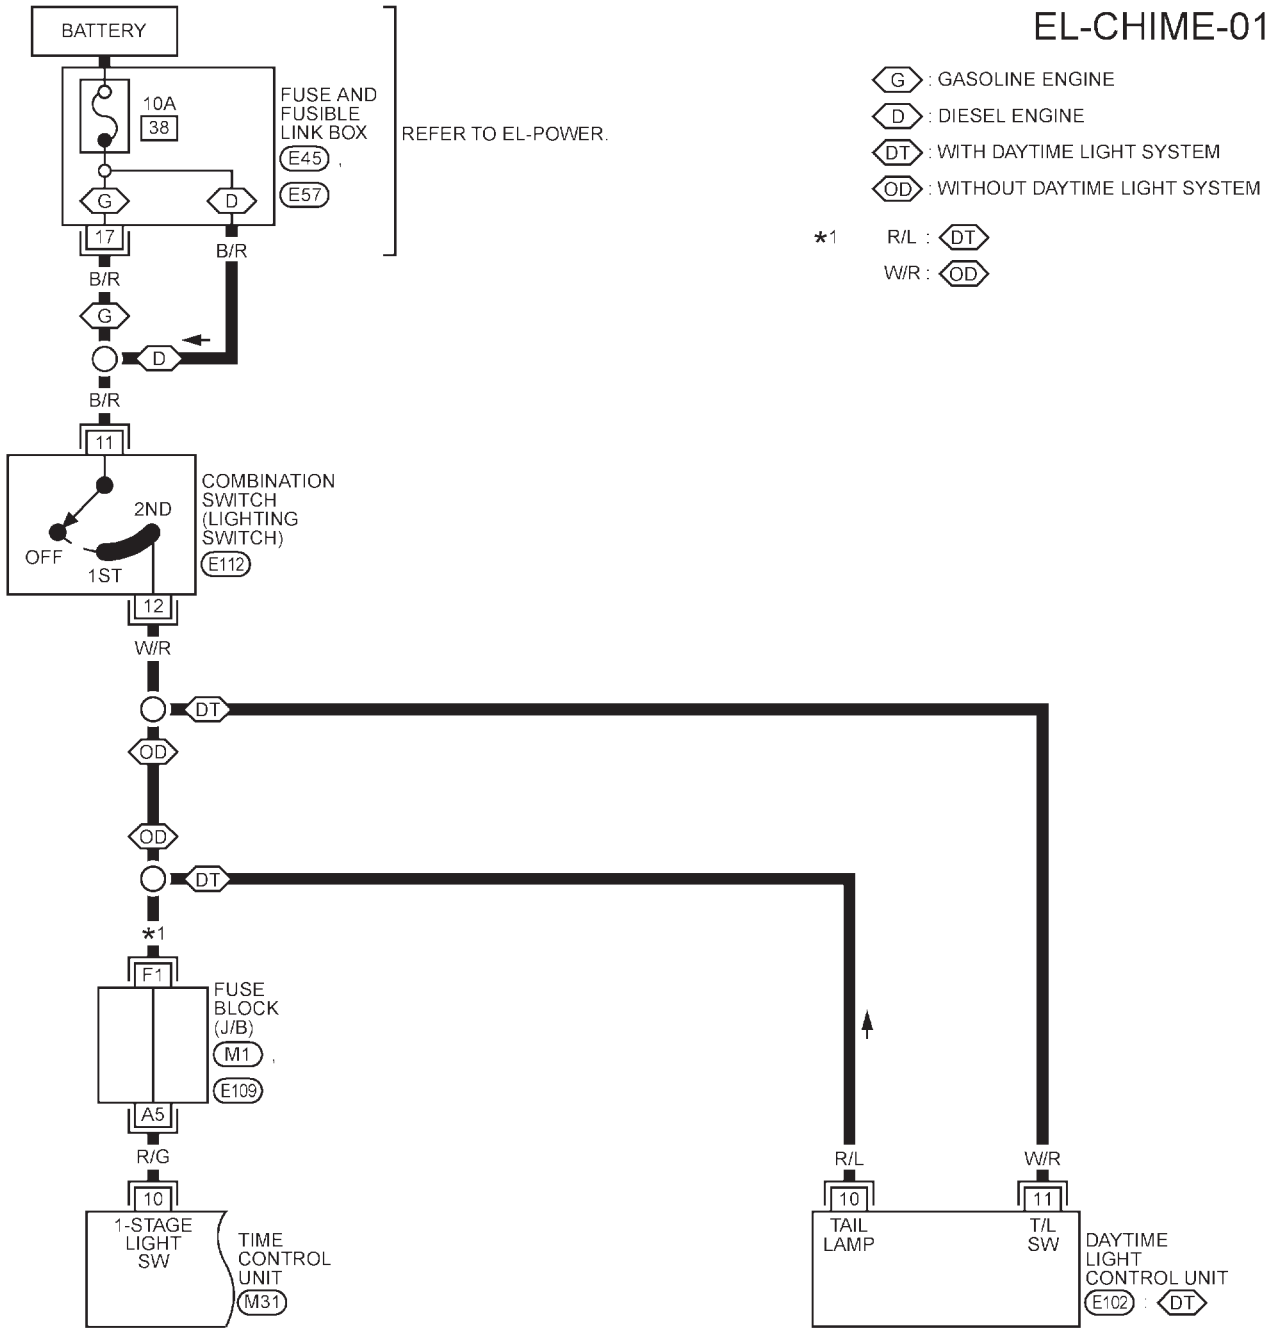 EL-CHIME-01
BATTERY
10A
38
FUSE AND
FUSIBLE
LINK BOX
E45 ,
E57
REFER TO EL-POWER.
G : GASOLINE ENGINE
D : DIESEL ENGINE
DT : WITH DAYTIME LIGHT SYSTEM
OD : WITHOUT DAYTIME LIGHT SYSTEM
*1 R/L : DT
W/R : OD
G
D
17
B/R
B/R
G
D
B/R
11
COMBINATION
SWITCH
(LIGHTING
SWITCH)
E112
2ND
OFF
1ST
12
W/R
DT
OD
OD
DT
*1
F1
FUSE
BLOCK
(J/B)
M1 ,
E109
A5
R/G
10
1-STAGE
LIGHT
SW
TIME
CONTROL
UNIT
M31
R/L
W/R
10
11
TAIL
LAMP
T/L
SW
DAYTIME
LIGHT
CONTROL UNIT
E102 : DT